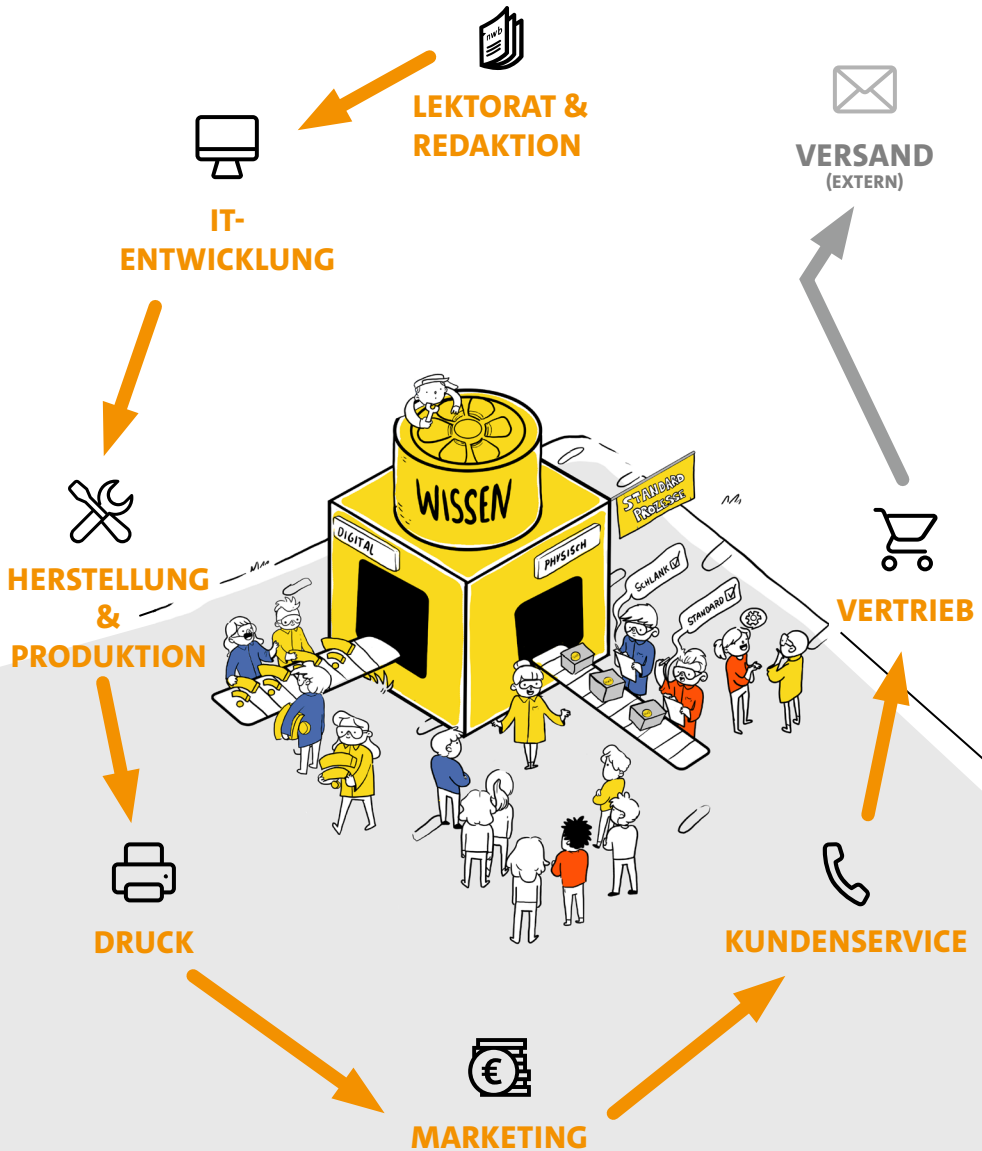 nwb
LEKTORAT &
REDAKTION
VERSAND
(EXTERN)
IT-
ENTWICKLUNG
WISSEN
STANDARD
PROZESSE
DIGITAL
PHYSISCH
SCHLANK
STANDARD
HERSTELLUNG
&
PRODUKTION
VERTRIEB
DRUCK
KUNDENSERVICE
€
MARKETING